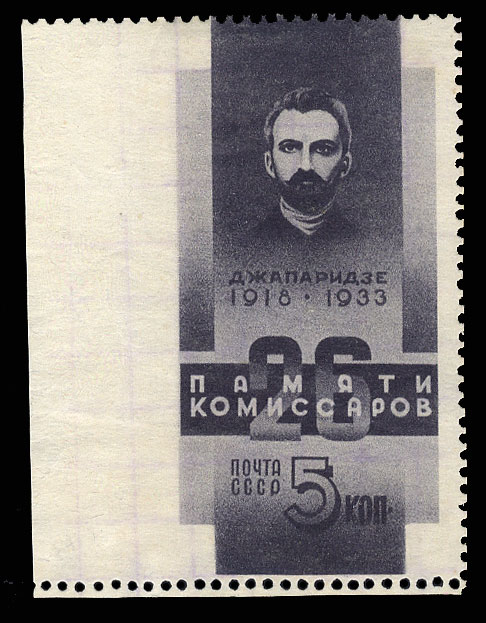 ДЖАПАРИДЗЕ
1918 · 1933
26
ПАМЯТИ
КОМИССАРОВ
ПОЧТА
СССР
5 КОП·